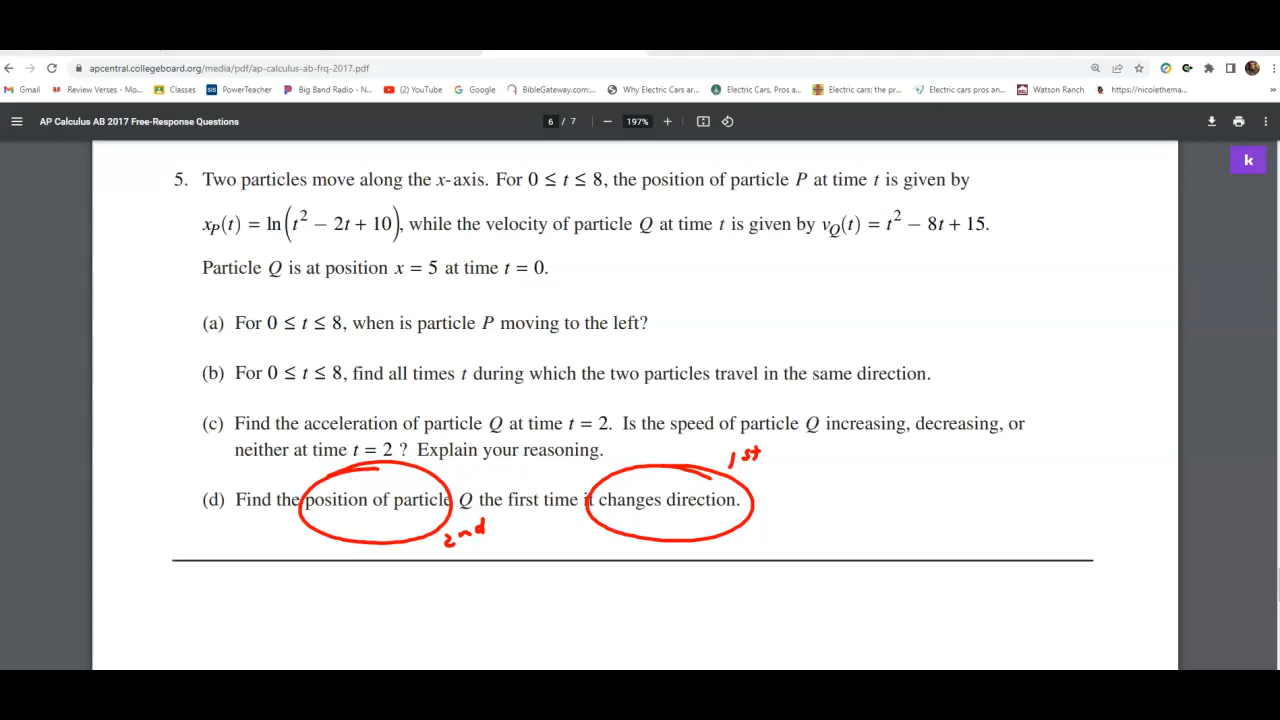 apcentral.collegeboard.org/media/pdf/ap-calculus-ab-frq-2017.pdf
Gmail Review Verses - Mo... Classes SIS PowerTeacher Big Band Radio - N... (2) YouTube Google BibleGateway.com:... Why Electric Cars ar... Electric Cars, Pros a... Electric cars: the pr... Electric cars pros an... Watson Ranch https://nicolethema... »
AP Calculus AB 2017 Free-Response Questions 6 / 7 − 197% +
k
5. Two particles move along the x-axis. For 0 ≤ t ≤ 8, the position of particle P at time t is given by
x_P(t) = ln(t² − 2t + 10), while the velocity of particle Q at time t is given by v_Q(t) = t² − 8t + 15.
Particle Q is at position x = 5 at time t = 0.
(a) For 0 ≤ t ≤ 8, when is particle P moving to the left?
(b) For 0 ≤ t ≤ 8, find all times t during which the two particles travel in the same direction.
(c) Find the acceleration of particle Q at time t = 2. Is the speed of particle Q increasing, decreasing, or
neither at time t = 2 ? Explain your reasoning.
1st
(d) Find the position of particle Q the first time it changes direction.
2nd